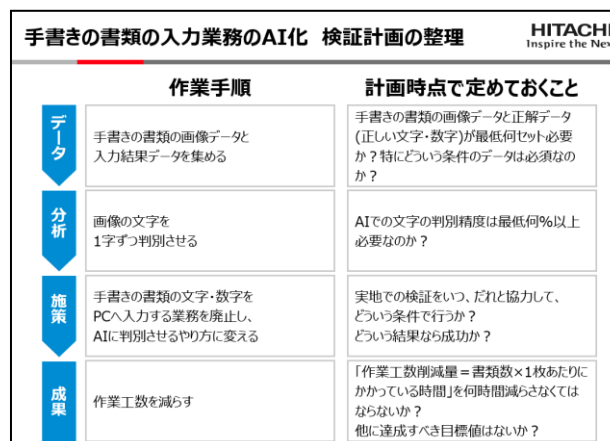 手書きの書類の入力業務のAI化 検証計画の整理
HITACHI
Inspire the Nex
作業手順
計画時点で定めておくこと
データ
手書きの書類の画像データと
入力結果データを集める
手書きの書類の画像データと正解データ
(正しい文字・数字)が最低何セット必要
か？特にどういう条件のデータは必須なの
か？
分析
画像の文字を
1字ずつ判別させる
AIでの文字の判別精度は最低何%以上
必要なのか？
施策
手書きの書類の文字・数字を
PCへ入力する業務を廃止し、
AIに判別させるやり方に変える
実地での検証をいつ、だれと協力して、
どういう条件で行うか？
どういう結果なら成功か？
成果
作業工数を減らす
「作業工数削減量＝書類数×1枚あたりに
かかっている時間」を何時間減らさなくては
ならないか？
他に達成すべき目標値はないか？